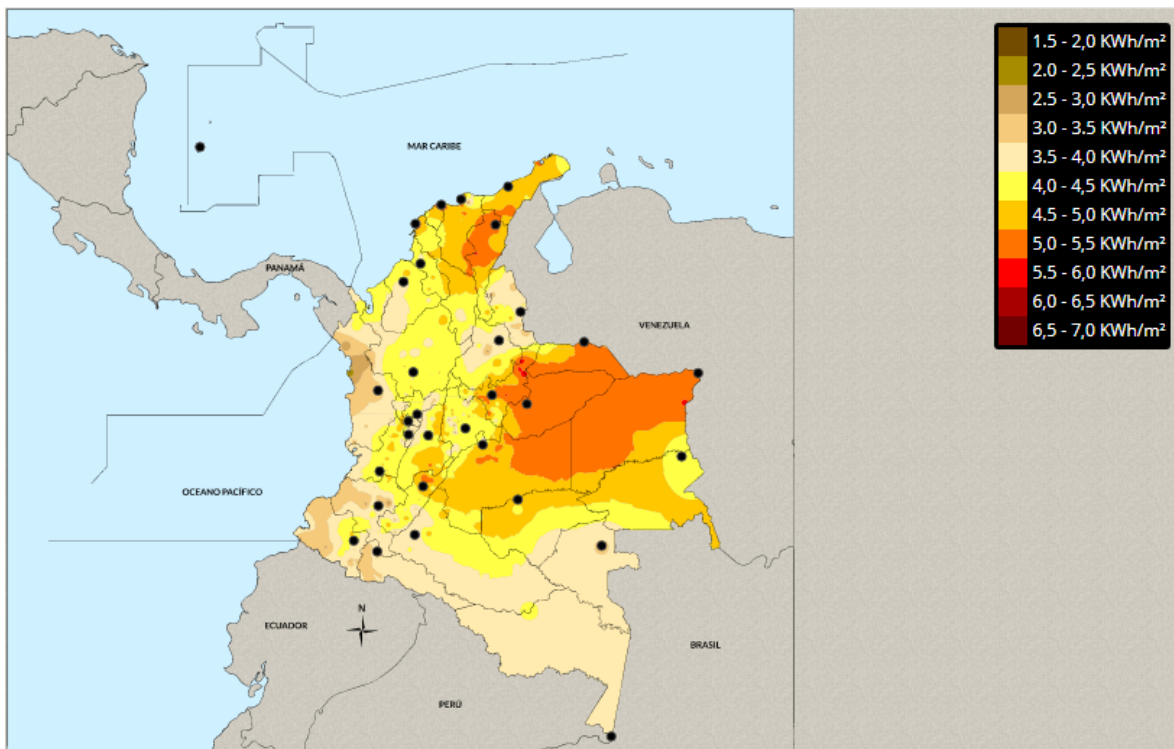 1.5 - 2,0 KWh/m²
2.0 - 2,5 KWh/m²
2.5 - 3,0 KWh/m²
3.0 - 3.5 KWh/m²
3.5 - 4,0 KWh/m²
4,0 - 4,5 KWh/m²
4.5 - 5,0 KWh/m²
5,0 - 5,5 KWh/m²
5.5 - 6,0 KWh/m²
6,0 - 6,5 KWh/m²
6,5 - 7,0 KWh/m²
MAR CARIBE
PANAMÁ
VENEZUELA
OCEANO PACÍFICO
N
ECUADOR
BRASIL
PERÚ